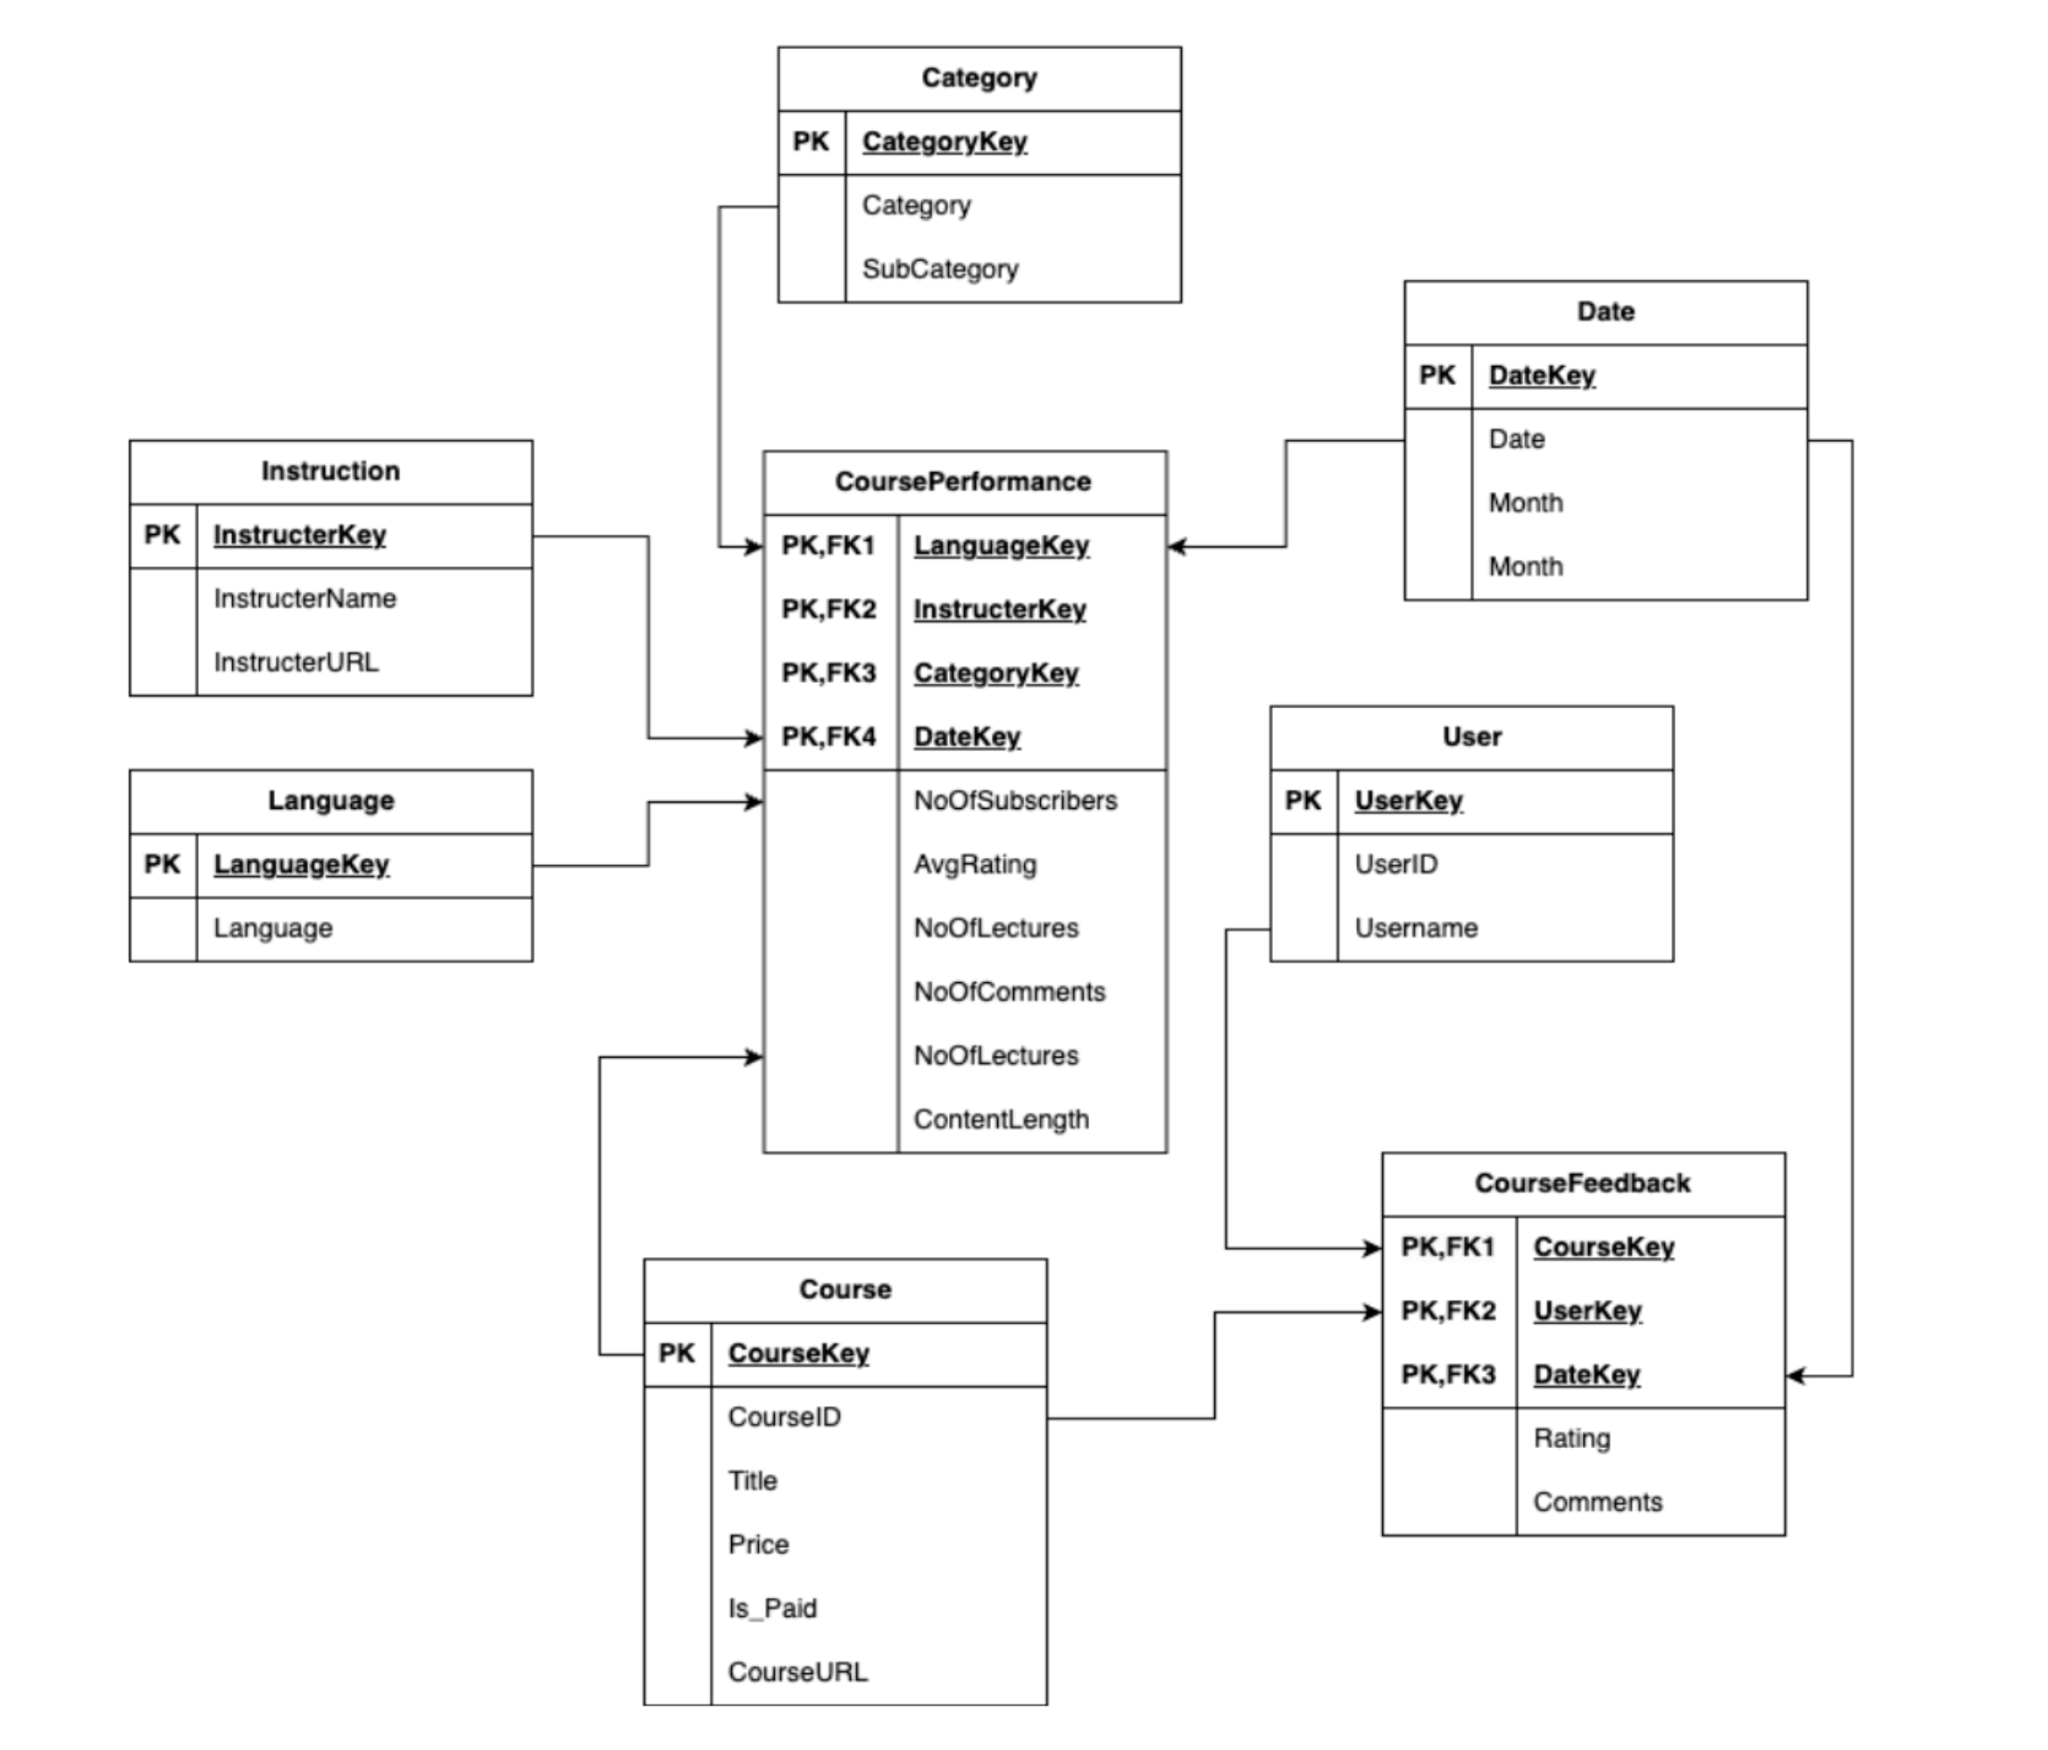 Category
PK CategoryKey
Category
SubCategory
Date
PK DateKey
Date
Month
Month
Instruction
PK InstructerKey
InstructerName
InstructerURL
CoursePerformance
PK,FK1 LanguageKey
PK,FK2 InstructerKey
PK,FK3 CategoryKey
PK,FK4 DateKey
NoOfSubscribers
AvgRating
NoOfLectures
NoOfComments
NoOfLectures
ContentLength
Language
PK LanguageKey
Language
User
PK UserKey
UserID
Username
CourseFeedback
PK,FK1 CourseKey
PK,FK2 UserKey
PK,FK3 DateKey
Rating
Comments
Course
PK CourseKey
CourseID
Title
Price
Is_Paid
CourseURL